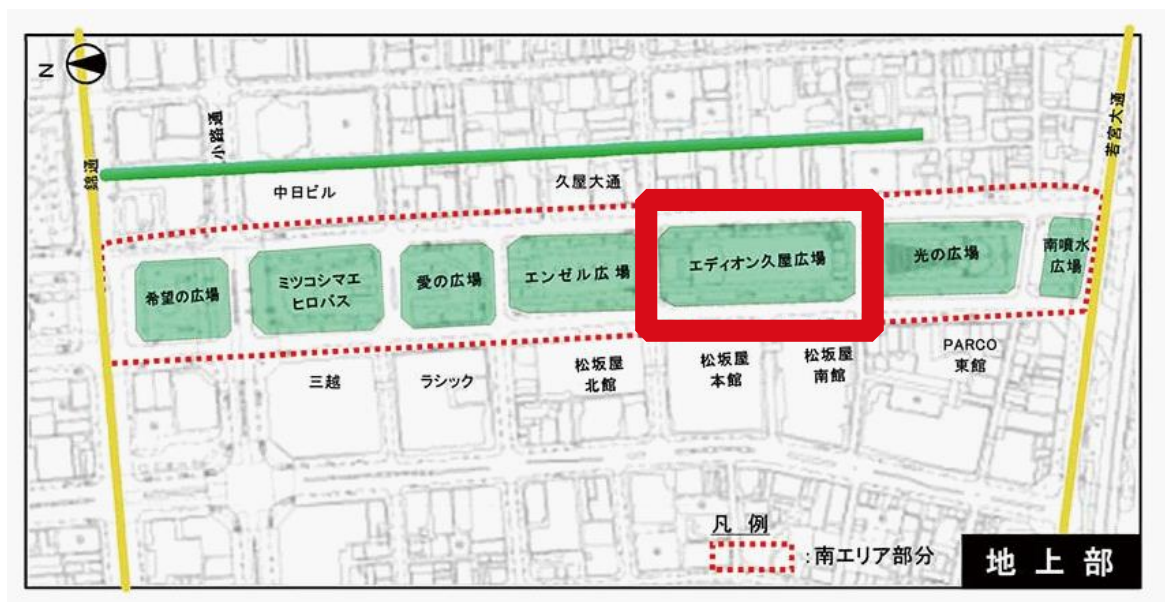 N
錦通
小路通
中日ビル
久屋大通
若宮大通
希望の広場
ミツコシマエ
ヒロバス
愛の広場
エンゼル広場
エディオン久屋広場
光の広場
南噴水
広場
三越
ラシック
松坂屋
北館
松坂屋
本館
松坂屋
南館
PARCO
東館
凡 例
:南エリア部分
地上部